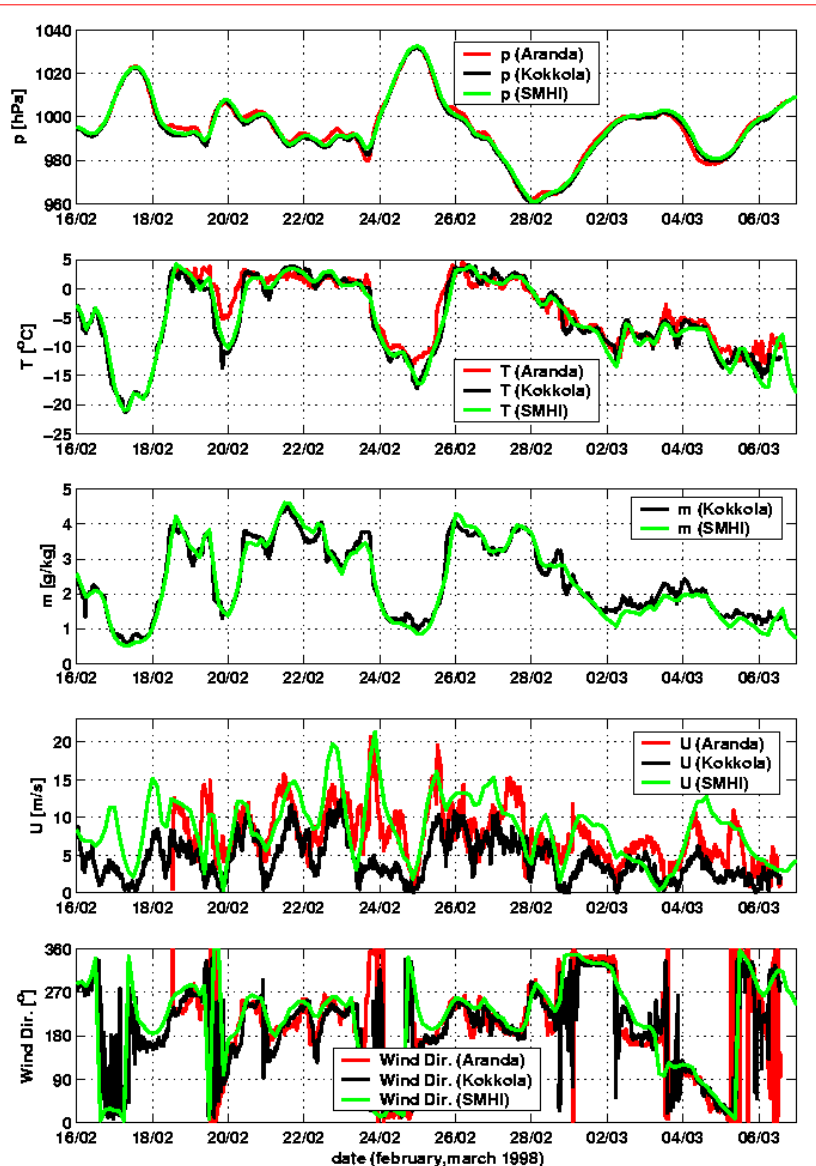 1040
1020
1000
980
960
p [hPa]
p (Aranda)
p (Kokkola)
p (SMHI)
16/02 18/02 20/02 22/02 24/02 26/02 28/02 02/03 04/03 06/03
5
0
−5
−10
−15
−20
−25
T [°C]
T (Aranda)
T (Kokkola)
T (SMHI)
16/02 18/02 20/02 22/02 24/02 26/02 28/02 02/03 04/03 06/03
5
4
3
2
1
0
m [g/kg]
m (Kokkola)
m (SMHI)
16/02 18/02 20/02 22/02 24/02 26/02 28/02 02/03 04/03 06/03
20
15
10
5
0
U [m/s]
U (Aranda)
U (Kokkola)
U (SMHI)
16/02 18/02 20/02 22/02 24/02 26/02 28/02 02/03 04/03 06/03
360
270
180
90
0
Wind Dir. [°]
Wind Dir. (Aranda)
Wind Dir. (Kokkola)
Wind Dir. (SMHI)
16/02 18/02 20/02 22/02 24/02 26/02 28/02 02/03 04/03 06/03
date (february,march 1998)